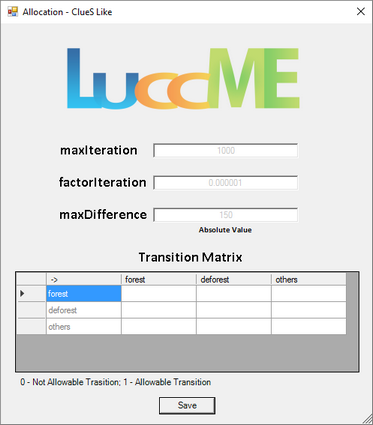 Allocation - ClueS Like
LuccME
maxIteration 1000
factorIteration 0.000001
maxDifference 150
Absolute Value
Transition Matrix
-> forest deforest others
forest
deforest
others
0 - Not Allowable Trasition; 1 - Allowable Transition
Save